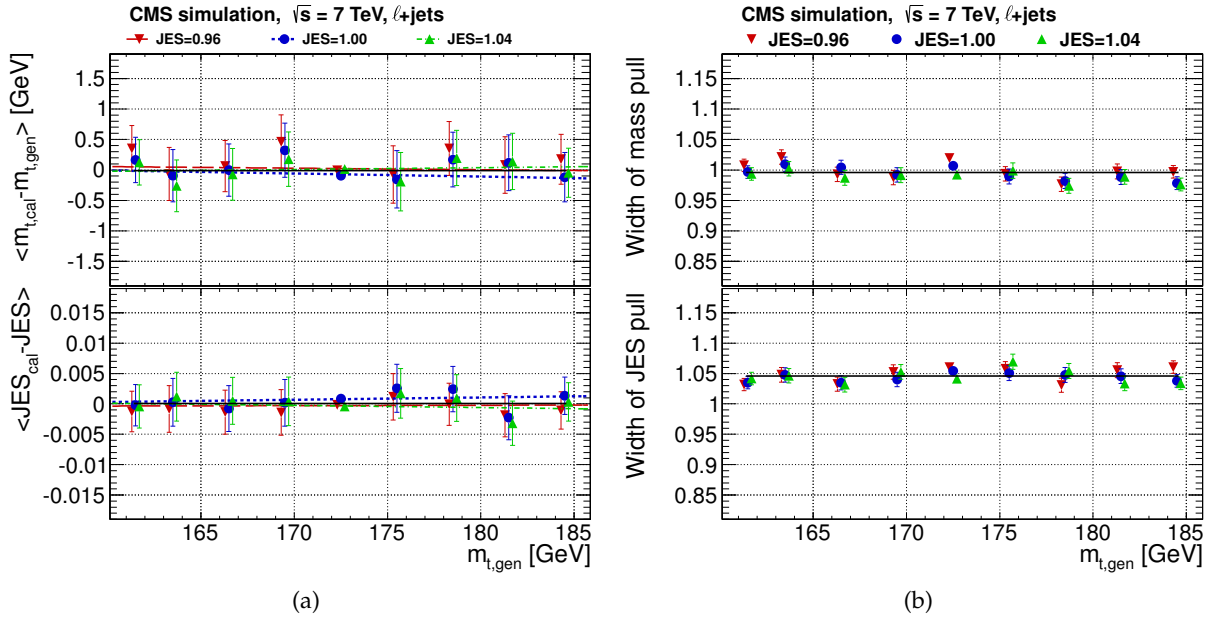 CMS simulation, √s = 7 TeV, ℓ+jets
JES=0.96 JES=1.00 JES=1.04
<m_t,cal-m_t,gen> [GeV]
1.5
1
0.5
0
-0.5
-1
-1.5
<JES_cal-JES>
0.015
0.01
0.005
0
-0.005
-0.01
-0.015
165 170 175 180 185
m_t,gen [GeV]
(a)
CMS simulation, √s = 7 TeV, ℓ+jets
JES=0.96 JES=1.00 JES=1.04
Width of mass pull
1.15
1.1
1.05
1
0.95
0.9
0.85
Width of JES pull
1.15
1.1
1.05
1
0.95
0.9
0.85
165 170 175 180 185
m_t,gen [GeV]
(b)